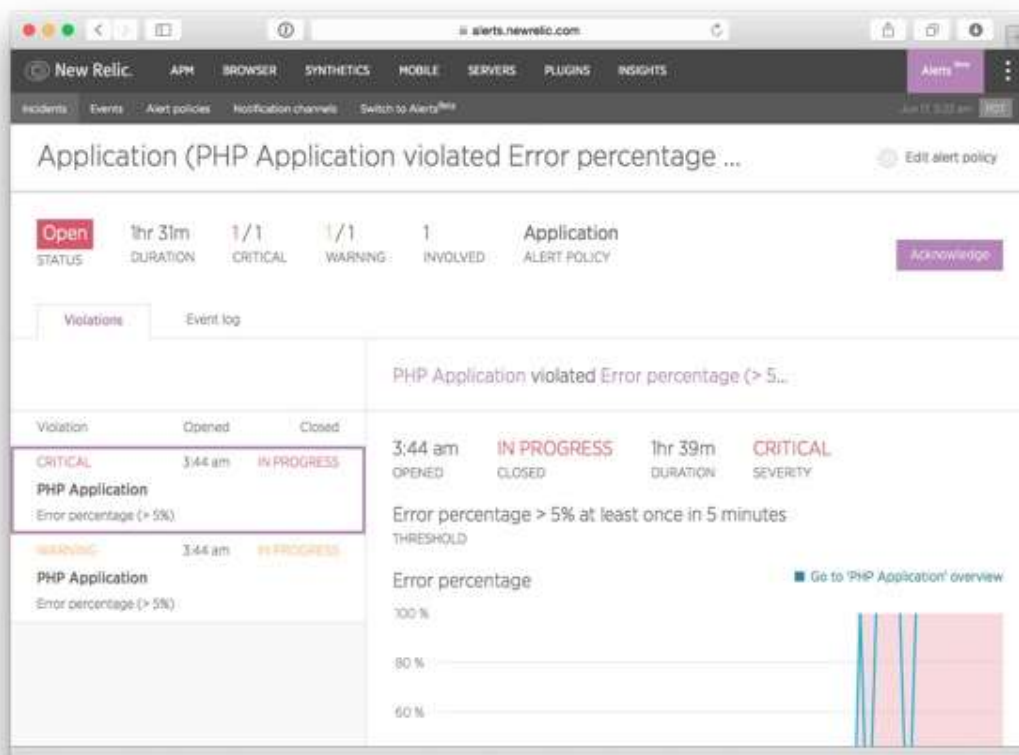 alerts.newrelic.com
New Relic. APM BROWSER SYNTHETICS MOBILE SERVERS PLUGINS INSIGHTS Alerts Beta
Incidents Events Alert policies Notification channels Switch to Alerts Beta
Application (PHP Application violated Error percentage ... Edit alert policy
Open 1hr 31m 1/1 1/1 1 Application
STATUS DURATION CRITICAL WARNING INVOLVED ALERT POLICY
Acknowledge
Violations Event log
Violation Opened Closed
CRITICAL 3:44 am IN PROGRESS
PHP Application
Error percentage (> 5%)
WARNING 3:44 am IN PROGRESS
PHP Application
Error percentage (> 5%)
PHP Application violated Error percentage (> 5...
3:44 am IN PROGRESS 1hr 39m CRITICAL
OPENED CLOSED DURATION SEVERITY
Error percentage > 5% at least once in 5 minutes
THRESHOLD
Error percentage Go to 'PHP Application' overview
100 %
80 %
60 %